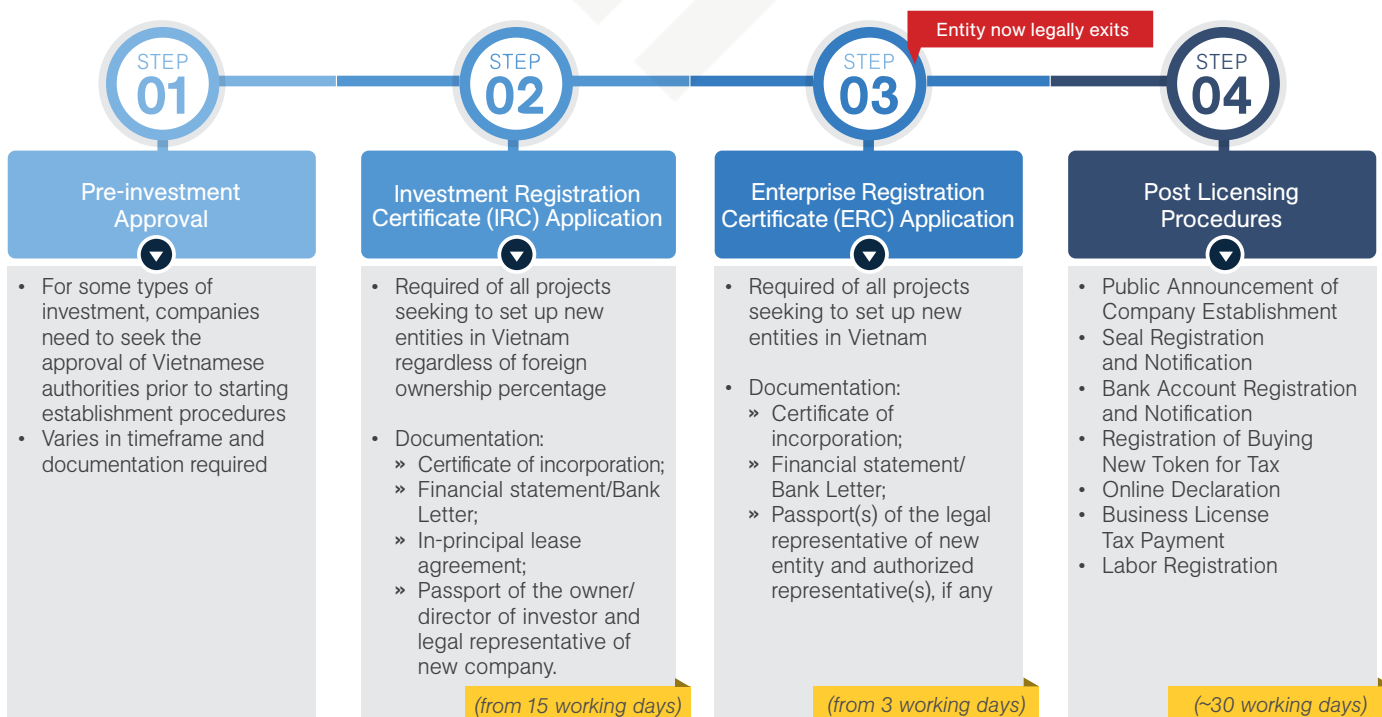 Entity now legally exits
STEP
01
Pre-investment
Approval
• For some types of
investment, companies
need to seek the
approval of Vietnamese
authorities prior to starting
establishment procedures
• Varies in timeframe and
documentation required
STEP
02
Investment Registration
Certificate (IRC) Application
• Required of all projects
seeking to set up new
entities in Vietnam
regardless of foreign
ownership percentage
• Documentation:
» Certificate of incorporation;
» Financial statement/Bank
Letter;
» In-principal lease
agreement;
» Passport of the owner/
director of investor and
legal representative of
new company.
(from 15 working days)
STEP
03
Enterprise Registration
Certificate (ERC) Application
• Required of all projects
seeking to set up new
entities in Vietnam
• Documentation:
» Certificate of
incorporation;
» Financial statement/
Bank Letter;
» Passport(s) of the legal
representative of new
entity and authorized
representative(s), if any
(from 3 working days)
STEP
04
Post Licensing
Procedures
• Public Announcement of
Company Establishment
• Seal Registration
and Notification
• Bank Account Registration
and Notification
• Registration of Buying
New Token for Tax
• Online Declaration
• Business License
Tax Payment
• Labor Registration
(~30 working days)